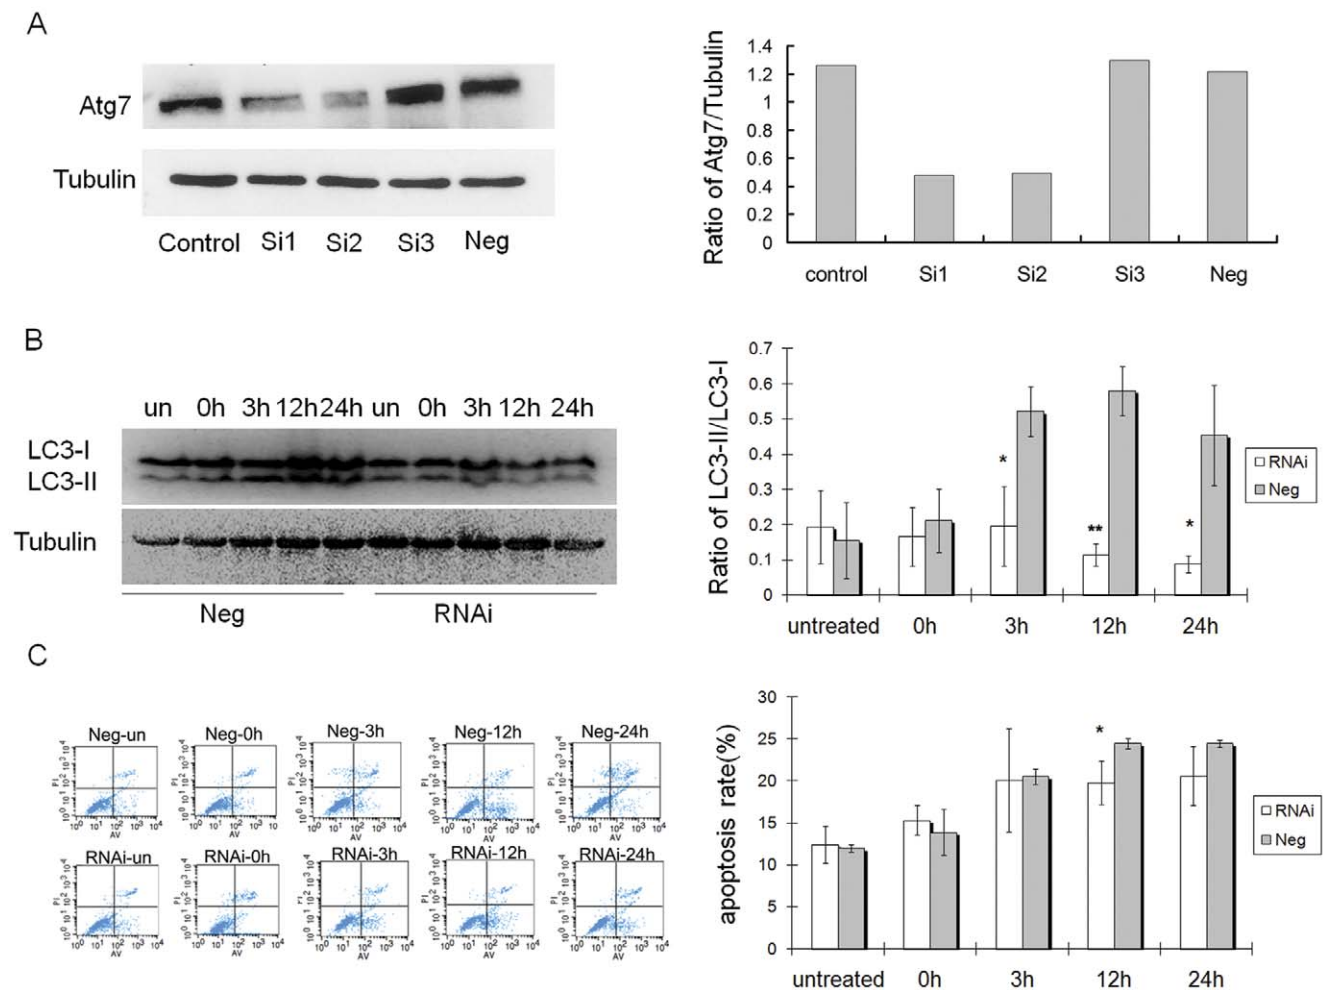 A
Atg7
Tubulin
Control Si1 Si2 Si3 Neg
Ratio of Atg7/Tubulin
1.4
1.2
1
0.8
0.6
0.4
0.2
0
control Si1 Si2 Si3 Neg
B
un 0h 3h 12h 24h un 0h 3h 12h 24h
LC3-I
LC3-II
Tubulin
Neg RNAi
Ratio of LC3-II/LC3-I
0.7
0.6
0.5
0.4
0.3
0.2
0.1
0
* ** *
untreated 0h 3h 12h 24h
RNAi
Neg
C
Neg-un Neg-0h Neg-3h Neg-12h Neg-24h
PI
AV
RNAi-un RNAi-0h RNAi-3h RNAi-12h RNAi-24h
PI
AV
apoptosis rate(%)
30
25
20
15
10
5
0
*
untreated 0h 3h 12h 24h
RNAi
Neg